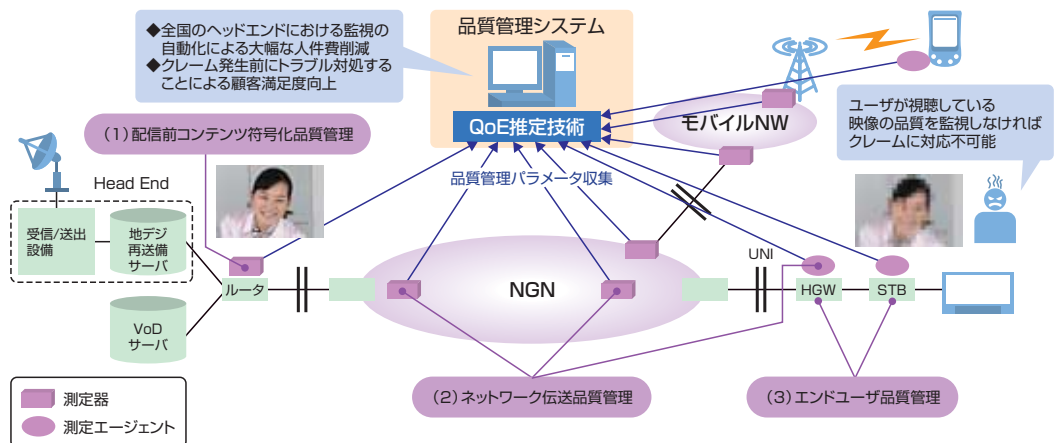 ◆全国のヘッドエンドにおける監視の
自動化による大幅な人件費削減
◆クレーム発生前にトラブル対処する
ことによる顧客満足度向上
品質管理システム
QoE推定技術
モバイルNW
ユーザが視聴している
映像の品質を監視しなければ
クレームに対応不可能
(1)配信前コンテンツ符号化品質管理
品質管理パラメータ収集
Head End
受信/送出
設備
地デジ
再送備
サーバ
ルータ
VoD
サーバ
NGN
UNI
HGW
STB
(2)ネットワーク伝送品質管理
(3)エンドユーザ品質管理
測定器
測定エージェント